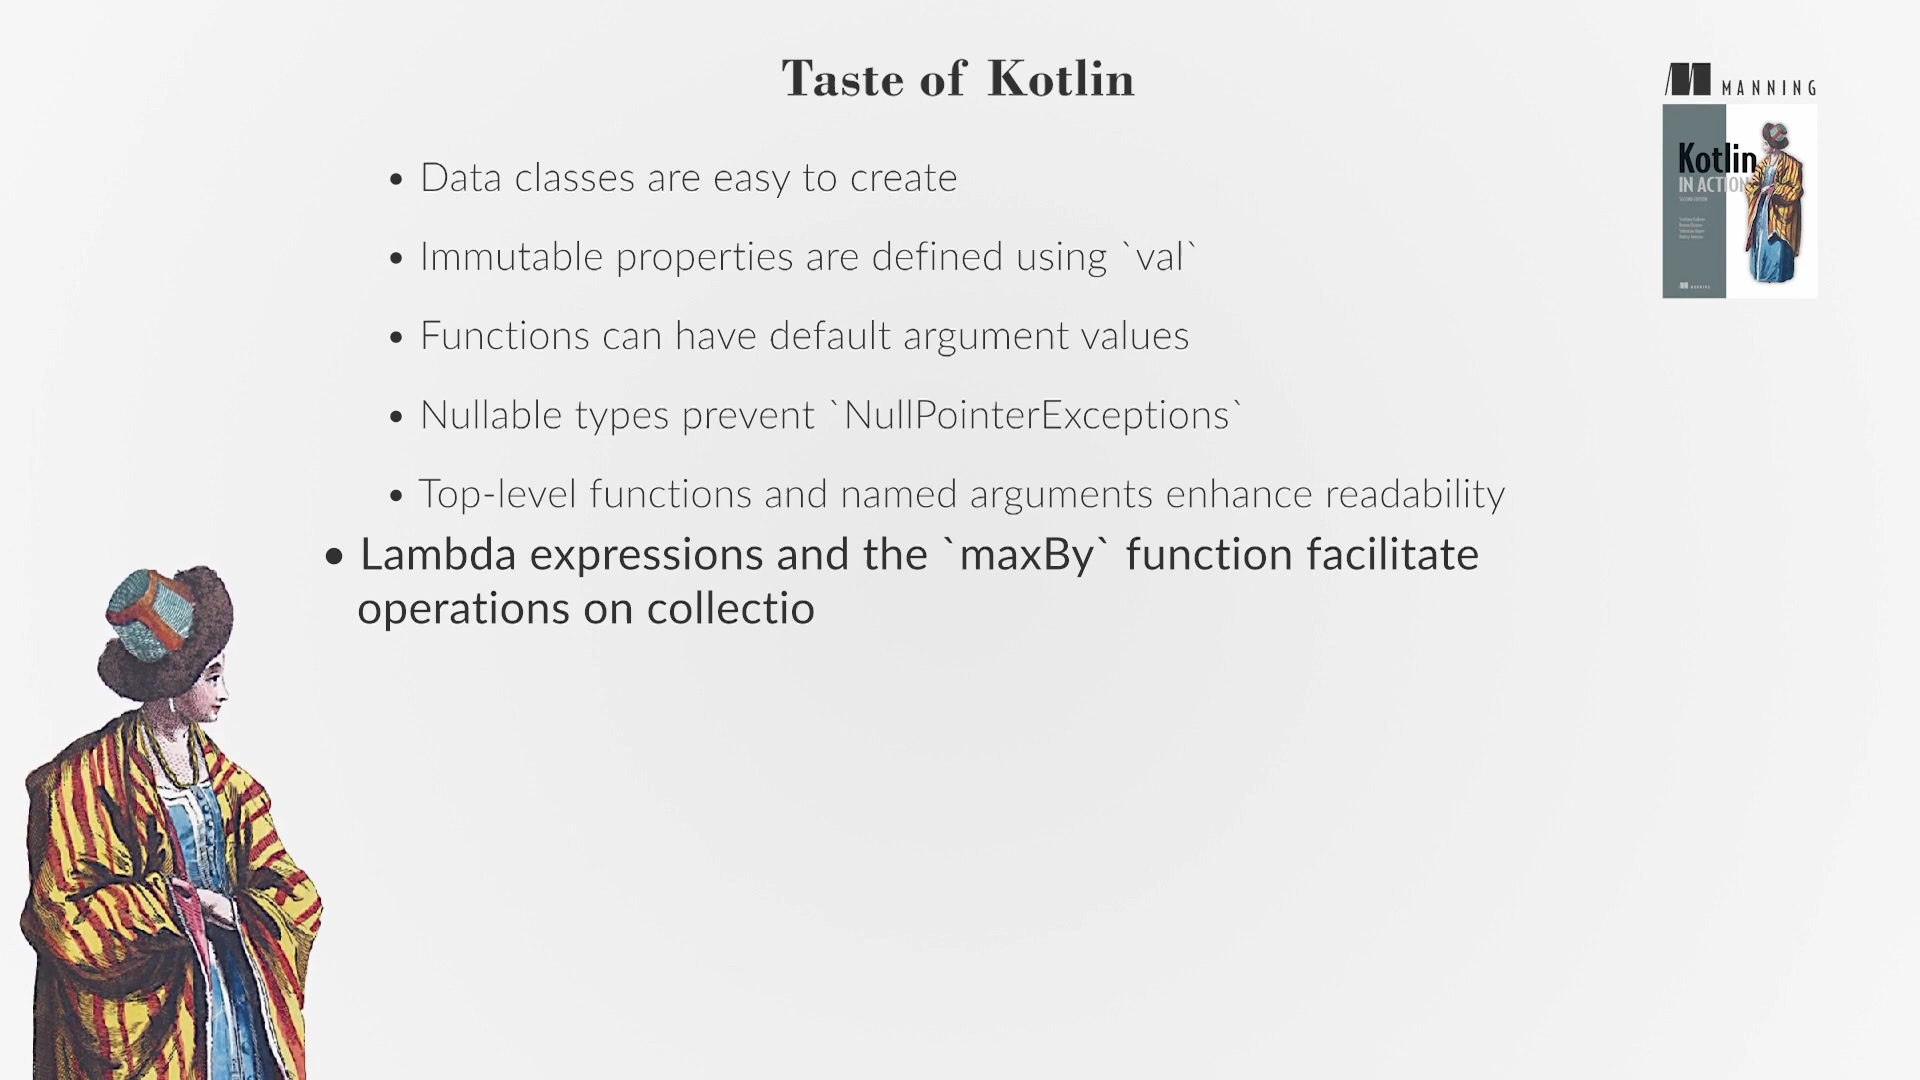 Taste of Kotlin
MANNING
Kotlin
IN ACTION
• Data classes are easy to create
• Immutable properties are defined using `val`
• Functions can have default argument values
• Nullable types prevent `NullPointerExceptions`
• Top-level functions and named arguments enhance readability
• Lambda expressions and the `maxBy` function facilitate
operations on collectio